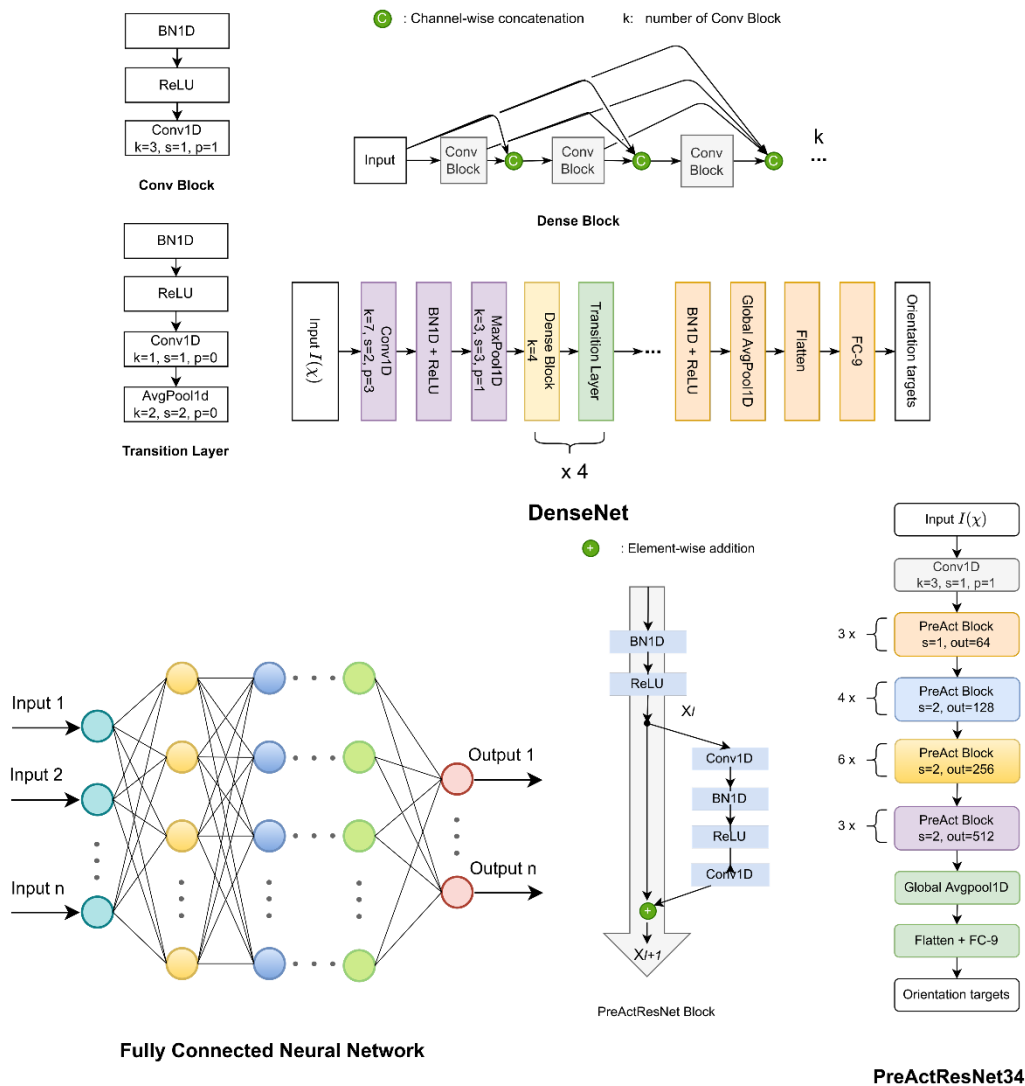 C : Channel-wise concatenation k: number of Conv Block
BN1D
ReLU
Conv1D
k=3, s=1, p=1
Conv Block
Input
Conv
Block
C
Conv
Block
C
Conv
Block
C
k
...
Dense Block
BN1D
ReLU
Conv1D
k=1, s=1, p=0
AvgPool1d
k=2, s=2, p=0
Transition Layer
Input I(χ)
Conv1D
k=7, s=2, p=3
BN1D + ReLU
MaxPool1D
k=3, s=3, p=1
Dense Block
k=4
Transition Layer
...
BN1D + ReLU
Global AvgPool1D
Flatten
FC-9
Orientation targets
x 4
DenseNet
+ : Element-wise addition
Input 1
Input 2
Input n
Output 1
Output n
Fully Connected Neural Network
BN1D
ReLU
Xl
Conv1D
BN1D
ReLU
Conv1D
+
Xl+1
PreActResNet Block
Input I(χ)
Conv1D
k=3, s=1, p=1
3 x
PreAct Block
s=1, out=64
4 x
PreAct Block
s=2, out=128
6 x
PreAct Block
s=2, out=256
3 x
PreAct Block
s=2, out=512
Global Avgpool1D
Flatten + FC-9
Orientation targets
PreActResNet34